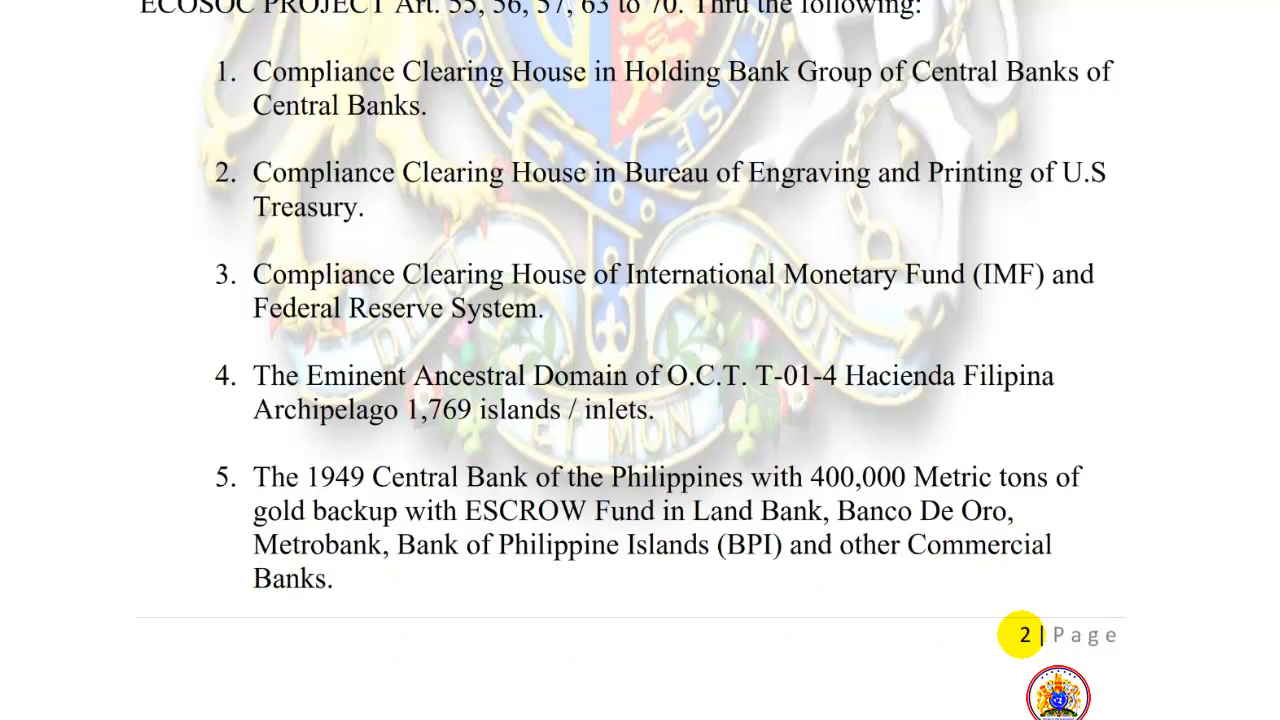 ECOSOC PROJECT Art. 55, 56, 57, 63 to 70. Thru the following:
1. Compliance Clearing House in Holding Bank Group of Central Banks of
Central Banks.
2. Compliance Clearing House in Bureau of Engraving and Printing of U.S
Treasury.
3. Compliance Clearing House of International Monetary Fund (IMF) and
Federal Reserve System.
4. The Eminent Ancestral Domain of O.C.T. T-01-4 Hacienda Filipina
Archipelago 1,769 islands / inlets.
5. The 1949 Central Bank of the Philippines with 400,000 Metric tons of
gold backup with ESCROW Fund in Land Bank, Banco De Oro,
Metrobank, Bank of Philippine Islands (BPI) and other Commercial
Banks.
2 | Page
DROIT
ET MON